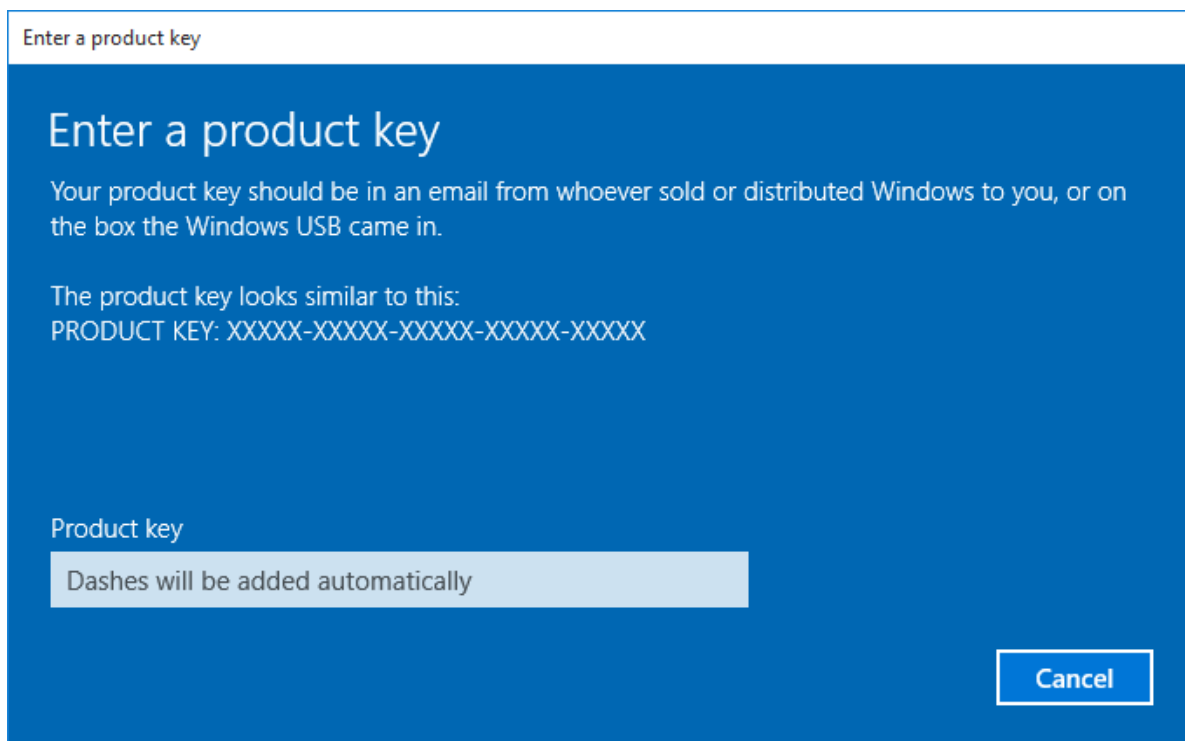 Enter a product key
Enter a product key
Your product key should be in an email from whoever sold or distributed Windows to you, or on
the box the Windows USB came in.
The product key looks similar to this:
PRODUCT KEY: XXXXX-XXXXX-XXXXX-XXXXX-XXXXX
Product key
Dashes will be added automatically
Cancel